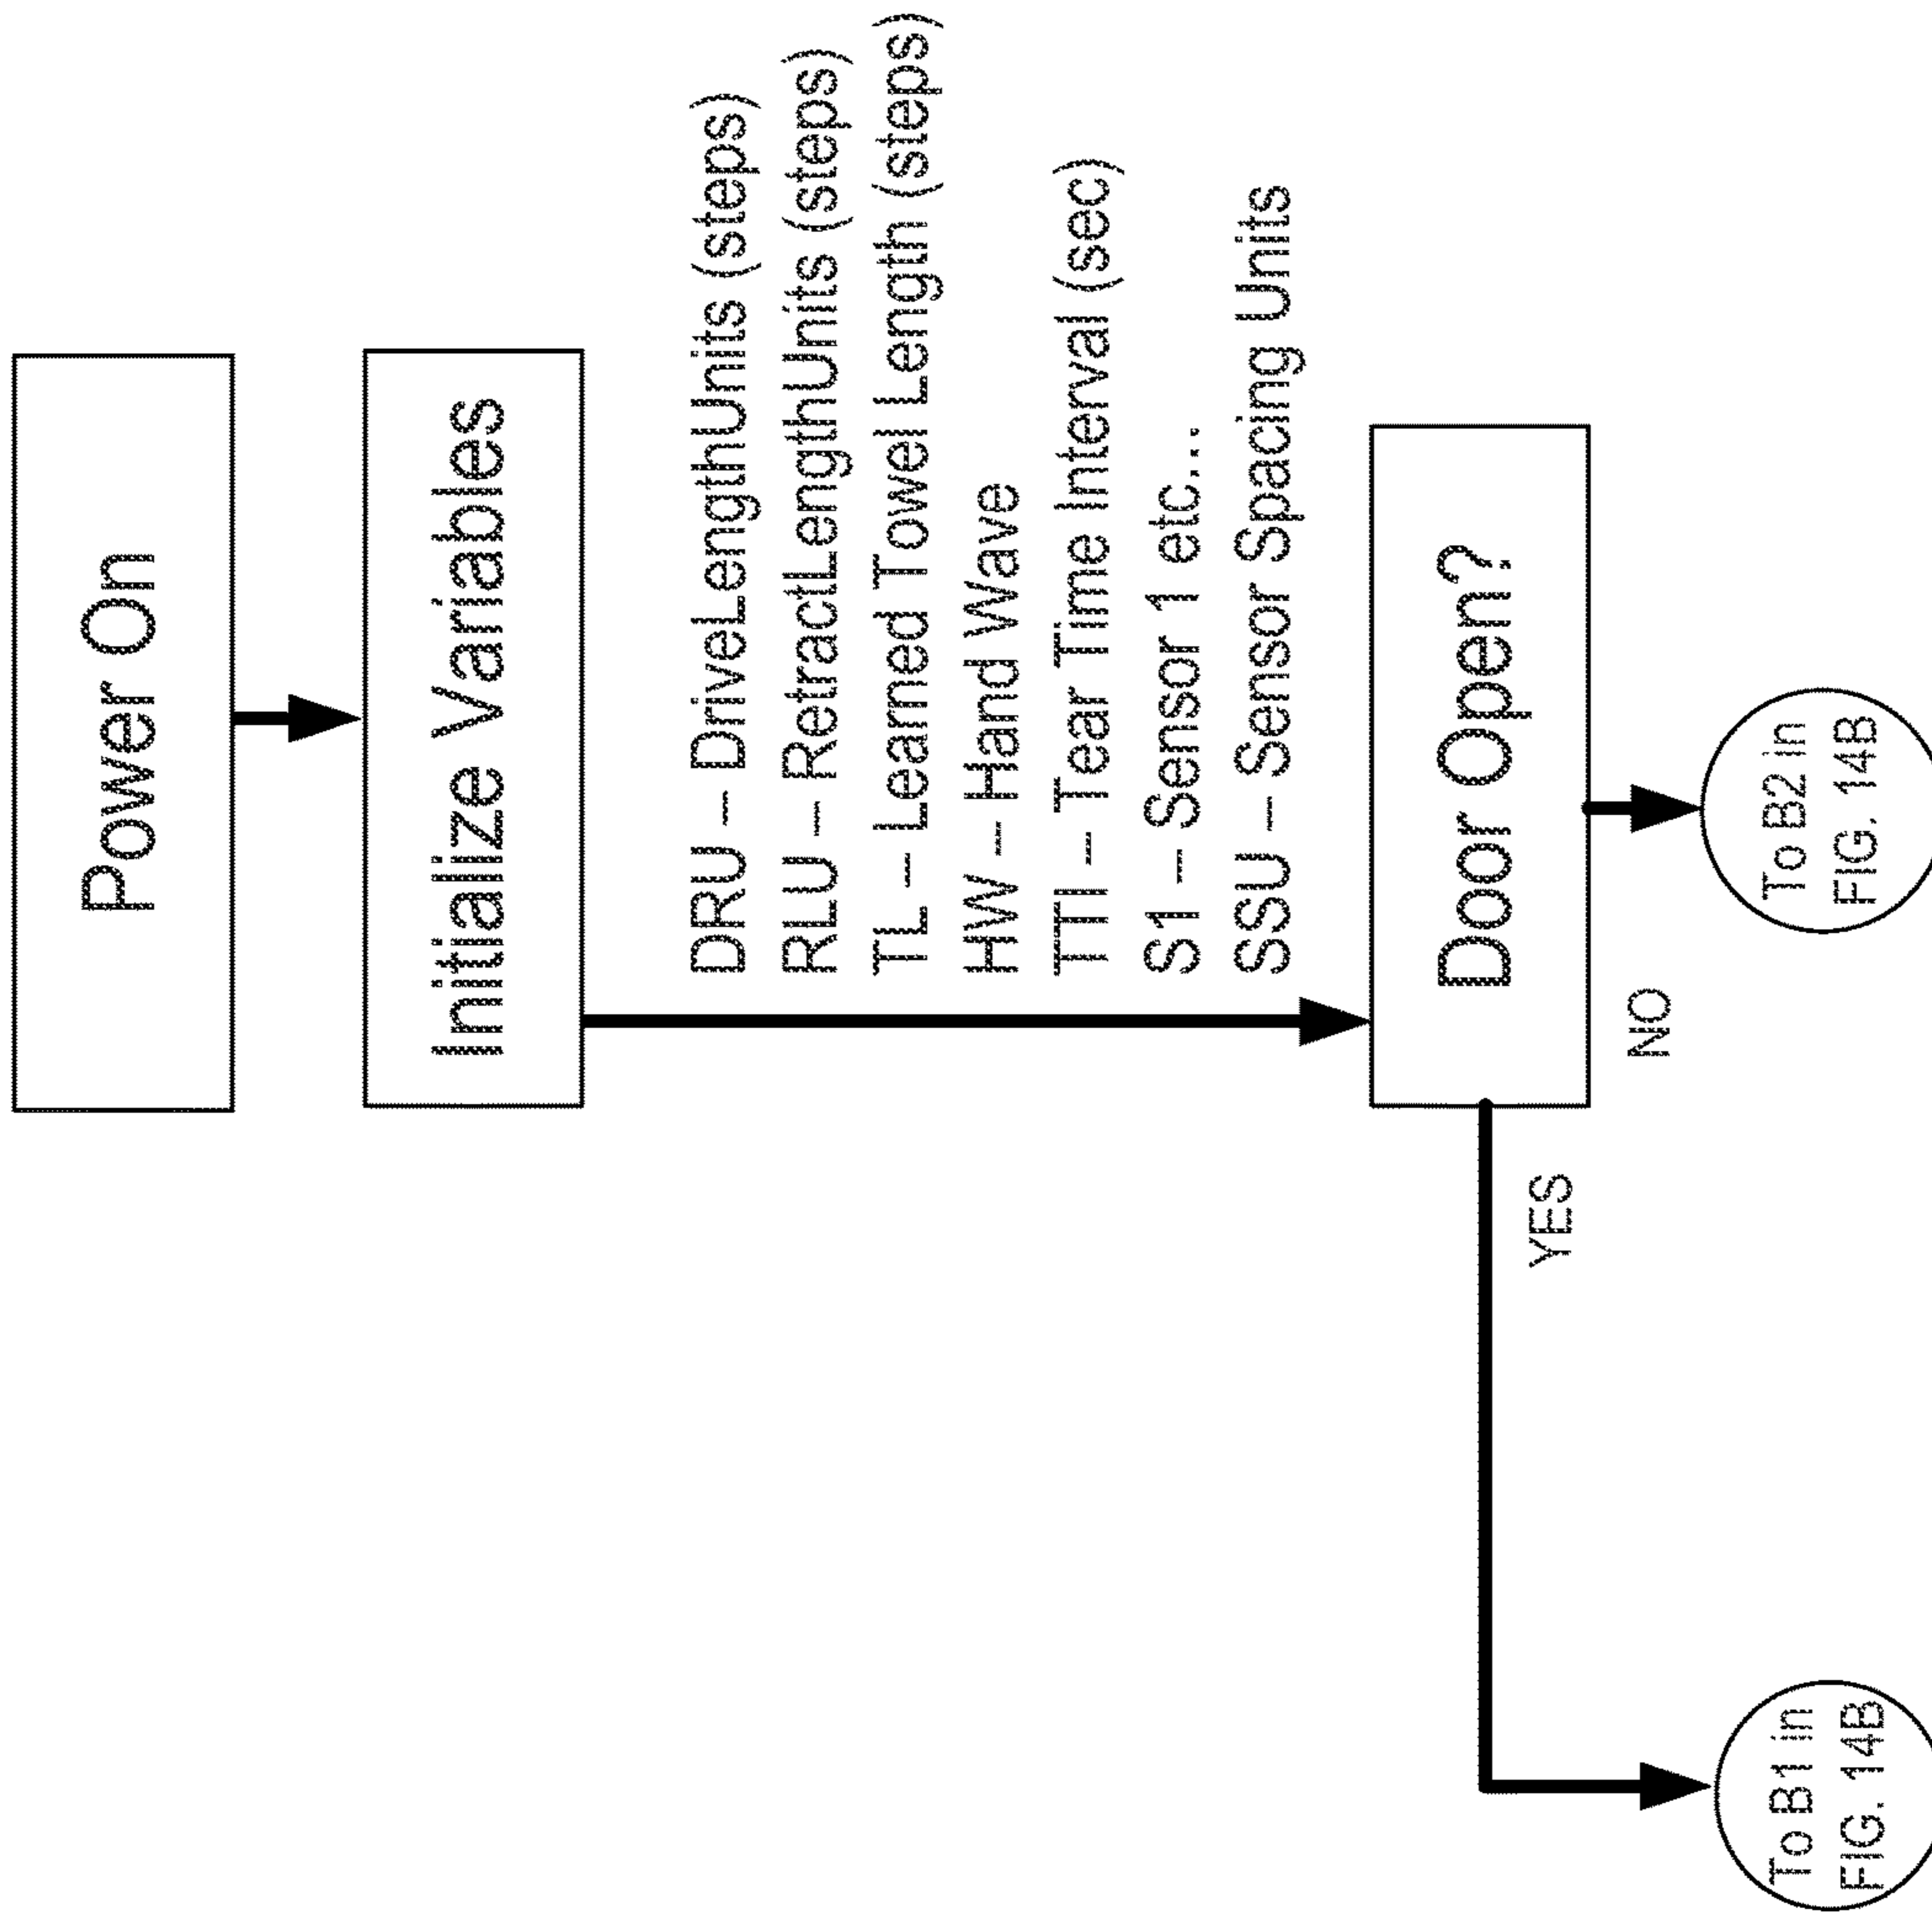 Power On
Initialize Variables
DRU – DriveLengthUnits (steps)
RLU – RetractLengthUnits (steps)
TL – Learned Towel Length (steps)
HW – Hand Wave
TTI – Tear Time Interval (sec)
S1 – Sensor 1 etc...
SSU – Sensor Spacing Units
Door Open?
YES
NO
To B1 in
FIG. 14B
To B2 in
FIG. 14B